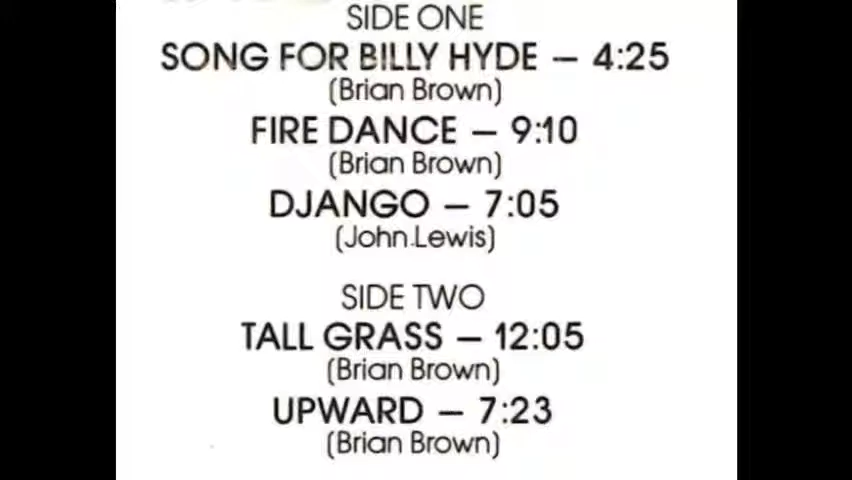 SIDE ONE
SONG FOR BILLY HYDE – 4:25
(Brian Brown)
FIRE DANCE – 9:10
(Brian Brown)
DJANGO – 7:05
(John Lewis)
SIDE TWO
TALL GRASS – 12:05
(Brian Brown)
UPWARD – 7:23
(Brian Brown)